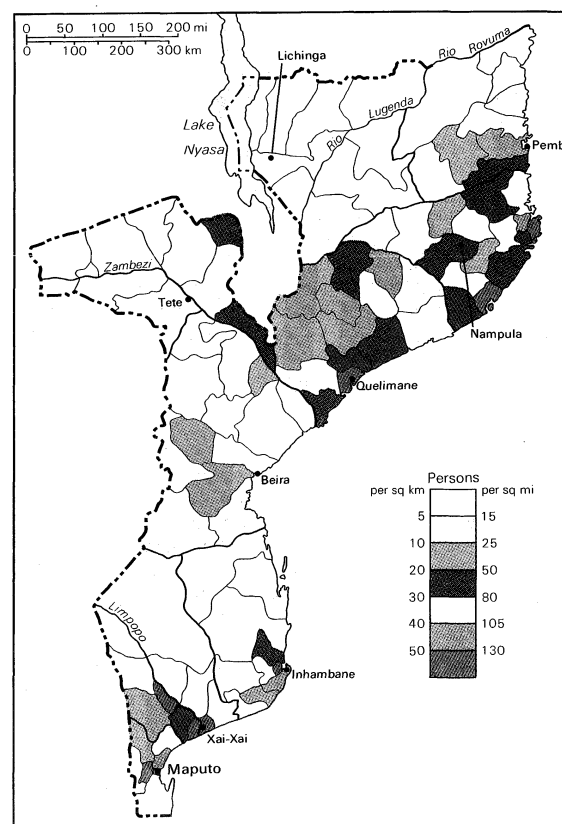 0 50 100 150 200 mi
0 100 200 300 km
Lichinga
Rio Rovuma
Lugenda
Rio
Lake
Nyasa
Pemb
Zambezi
Tete
Nampula
Quelimane
Beira
Persons
per sq km per sq mi
5 15
10 25
20 50
30 80
40 105
50 130
Limpopo
Inhambane
Xai-Xai
Maputo